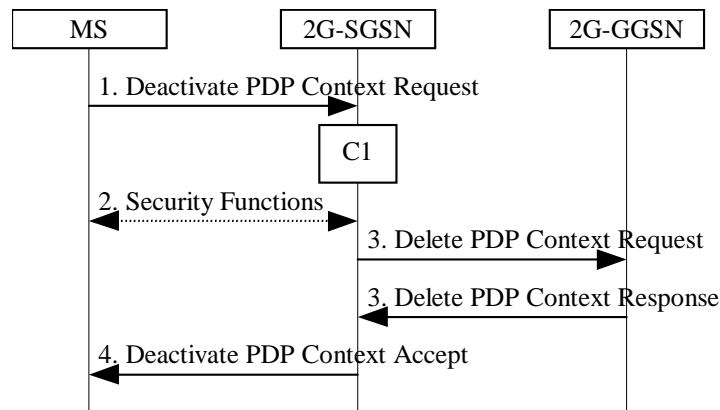 MS
2G-SGSN
2G-GGSN
1. Deactivate PDP Context Request
C1
2. Security Functions
3. Delete PDP Context Request
3. Delete PDP Context Response
4. Deactivate PDP Context Accept